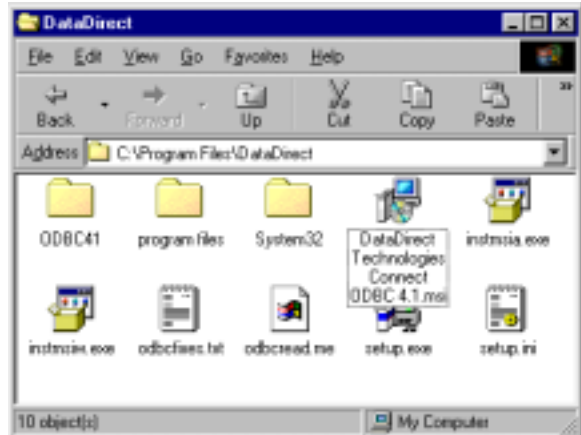 DataDirect
File Edit View Go Favorites Help
Back Forward Up Cut Copy Paste »
Address C:\Program Files\DataDirect
ODBC41 program files System32 DataDirect Technologies Connect ODBC 4.1.msi instmsia.exe
instmsiw.exe odbcfixes.txt odbcread.me setup.exe setup.ini
10 object(s) My Computer